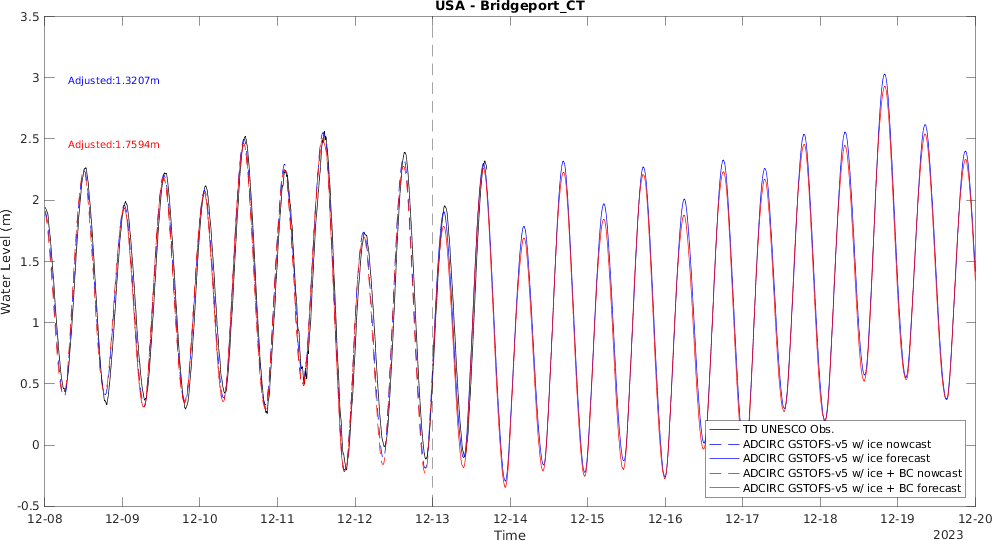 USA - Bridgeport_CT
3.5
3
2.5
2
1.5
1
0.5
0
-0.5
Water Level (m)
Adjusted:1.3207m
Adjusted:1.7594m
TD UNESCO Obs.
ADCIRC GSTOFS-v5 w/ ice nowcast
ADCIRC GSTOFS-v5 w/ ice forecast
ADCIRC GSTOFS-v5 w/ ice + BC nowcast
ADCIRC GSTOFS-v5 w/ ice + BC forecast
12-08 12-09 12-10 12-11 12-12 12-13 12-14 12-15 12-16 12-17 12-18 12-19 12-20
Time
2023